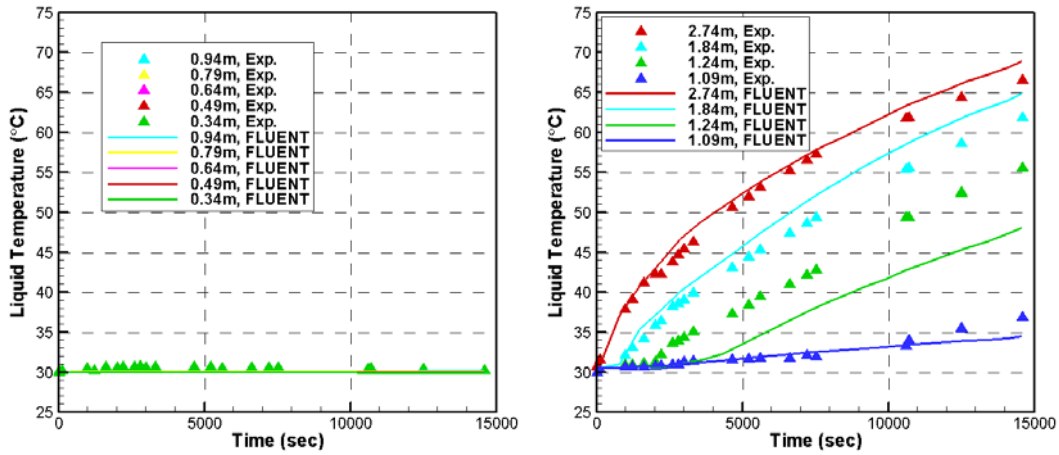 75
70
65
60
55
50
45
40
35
30
25
Liquid Temperature (°C)
0.94m, Exp.
0.79m, Exp.
0.64m, Exp.
0.49m, Exp.
0.34m, Exp.
0.94m, FLUENT
0.79m, FLUENT
0.64m, FLUENT
0.49m, FLUENT
0.34m, FLUENT
0 5000 10000 15000
Time (sec)
75
70
65
60
55
50
45
40
35
30
25
Liquid Temperature (°C)
2.74m, Exp.
1.84m, Exp.
1.24m, Exp.
1.09m, Exp.
2.74m, FLUENT
1.84m, FLUENT
1.24m, FLUENT
1.09m, FLUENT
0 5000 10000 15000
Time (sec)